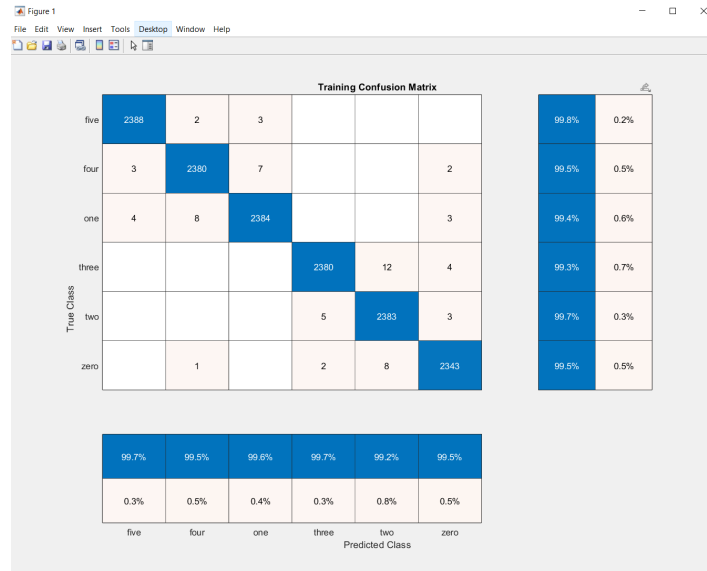 Figure 1
File Edit View Insert Tools Desktop Window Help
Training Confusion Matrix
five 2388 2 3 99.8% 0.2%
four 3 2380 7 2 99.5% 0.5%
one 4 8 2384 3 99.4% 0.6%
three 2380 12 4 99.3% 0.7%
two 5 2383 3 99.7% 0.3%
zero 1 2 8 2343 99.5% 0.5%
True Class
99.7% 99.5% 99.6% 99.7% 99.2% 99.5%
0.3% 0.5% 0.4% 0.3% 0.8% 0.5%
five four one three two zero
Predicted Class